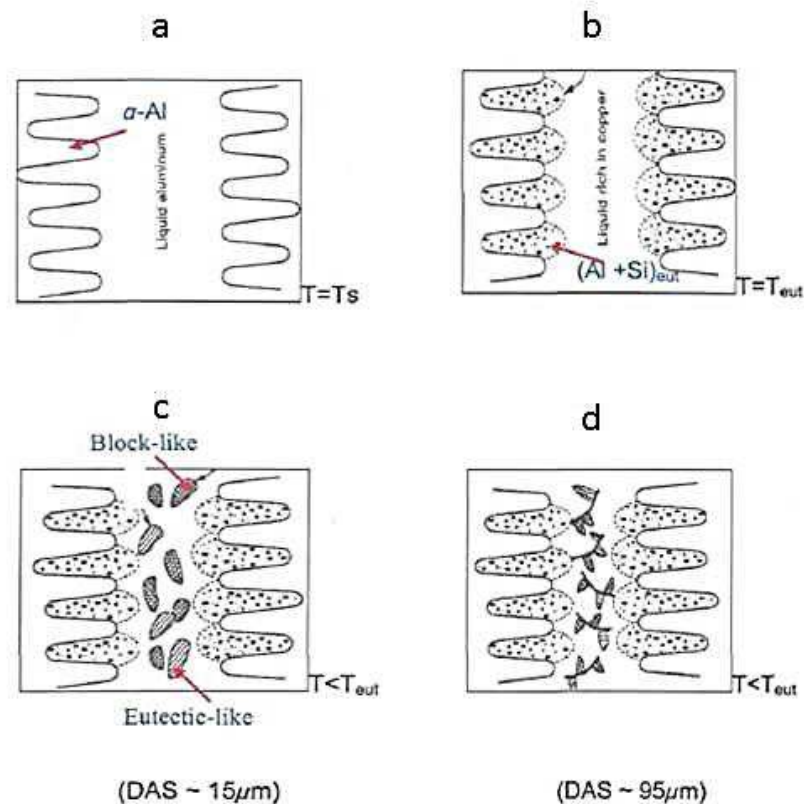 a
b
α-Al
Liquid aluminum
T=Ts
Liquid rich in copper
(Al +Si)eut
T=Teut
c
d
Block-like
Eutectic-like
T<Teut
T<Teut
(DAS ~ 15μm)
(DAS ~ 95μm)